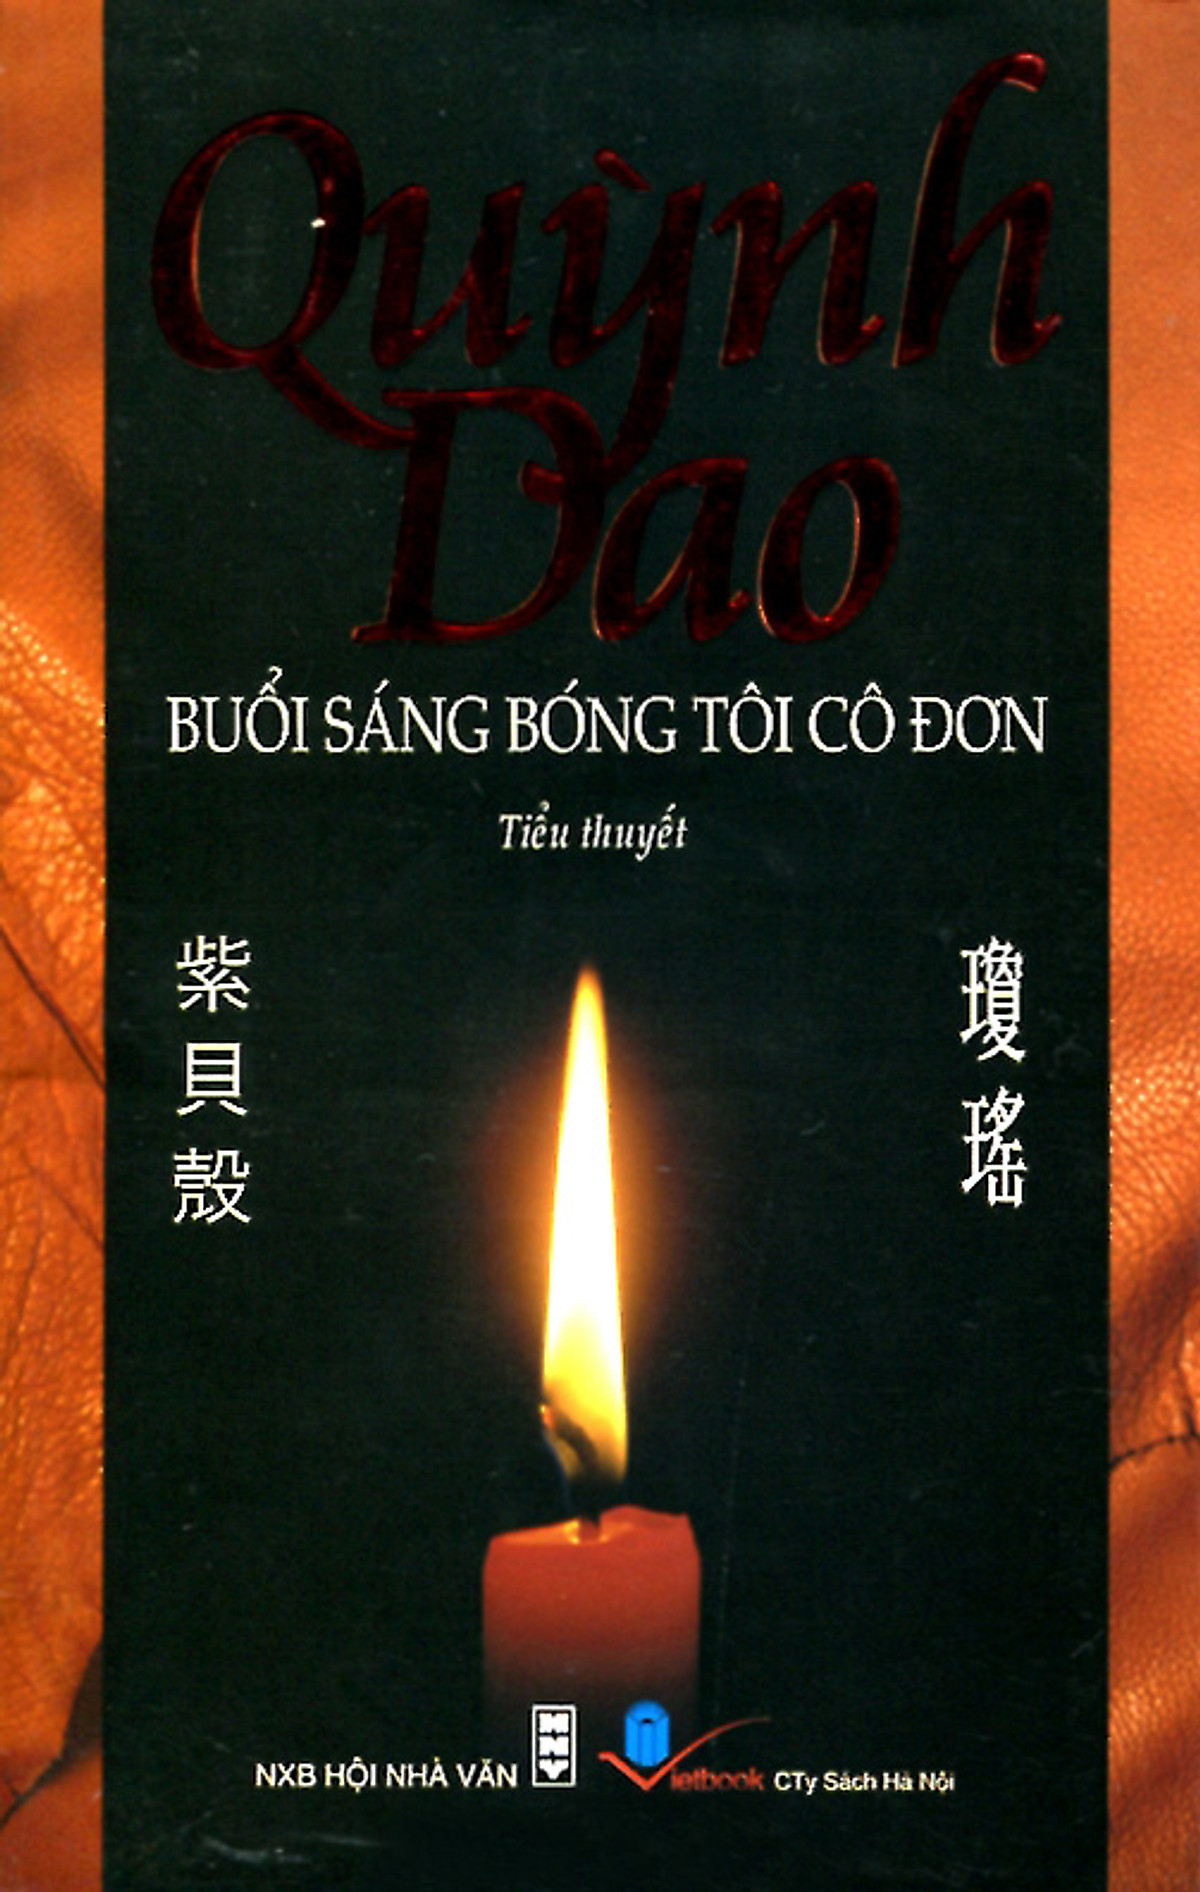 Quỳnh
Dao
BUỔI SÁNG BÓNG TÔI CÔ ĐƠN
Tiểu thuyết
紫貝殼
瓊瑤
NXB HỘI NHÀ VĂN
HNV
Vietbook CTy Sách Hà Nội